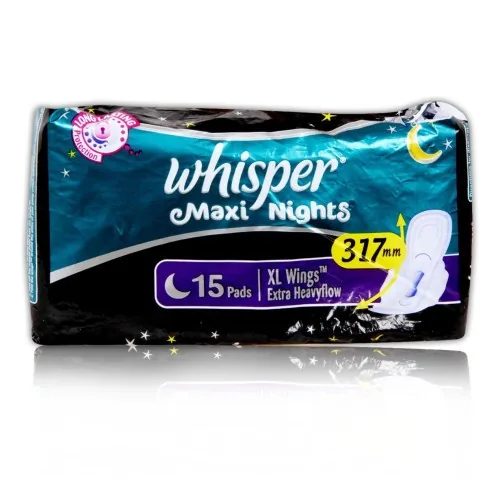 LONG LASTING
Protection
whisper®
Maxi Nights
317mm
15 Pads
XL Wings™
Extra Heavyflow